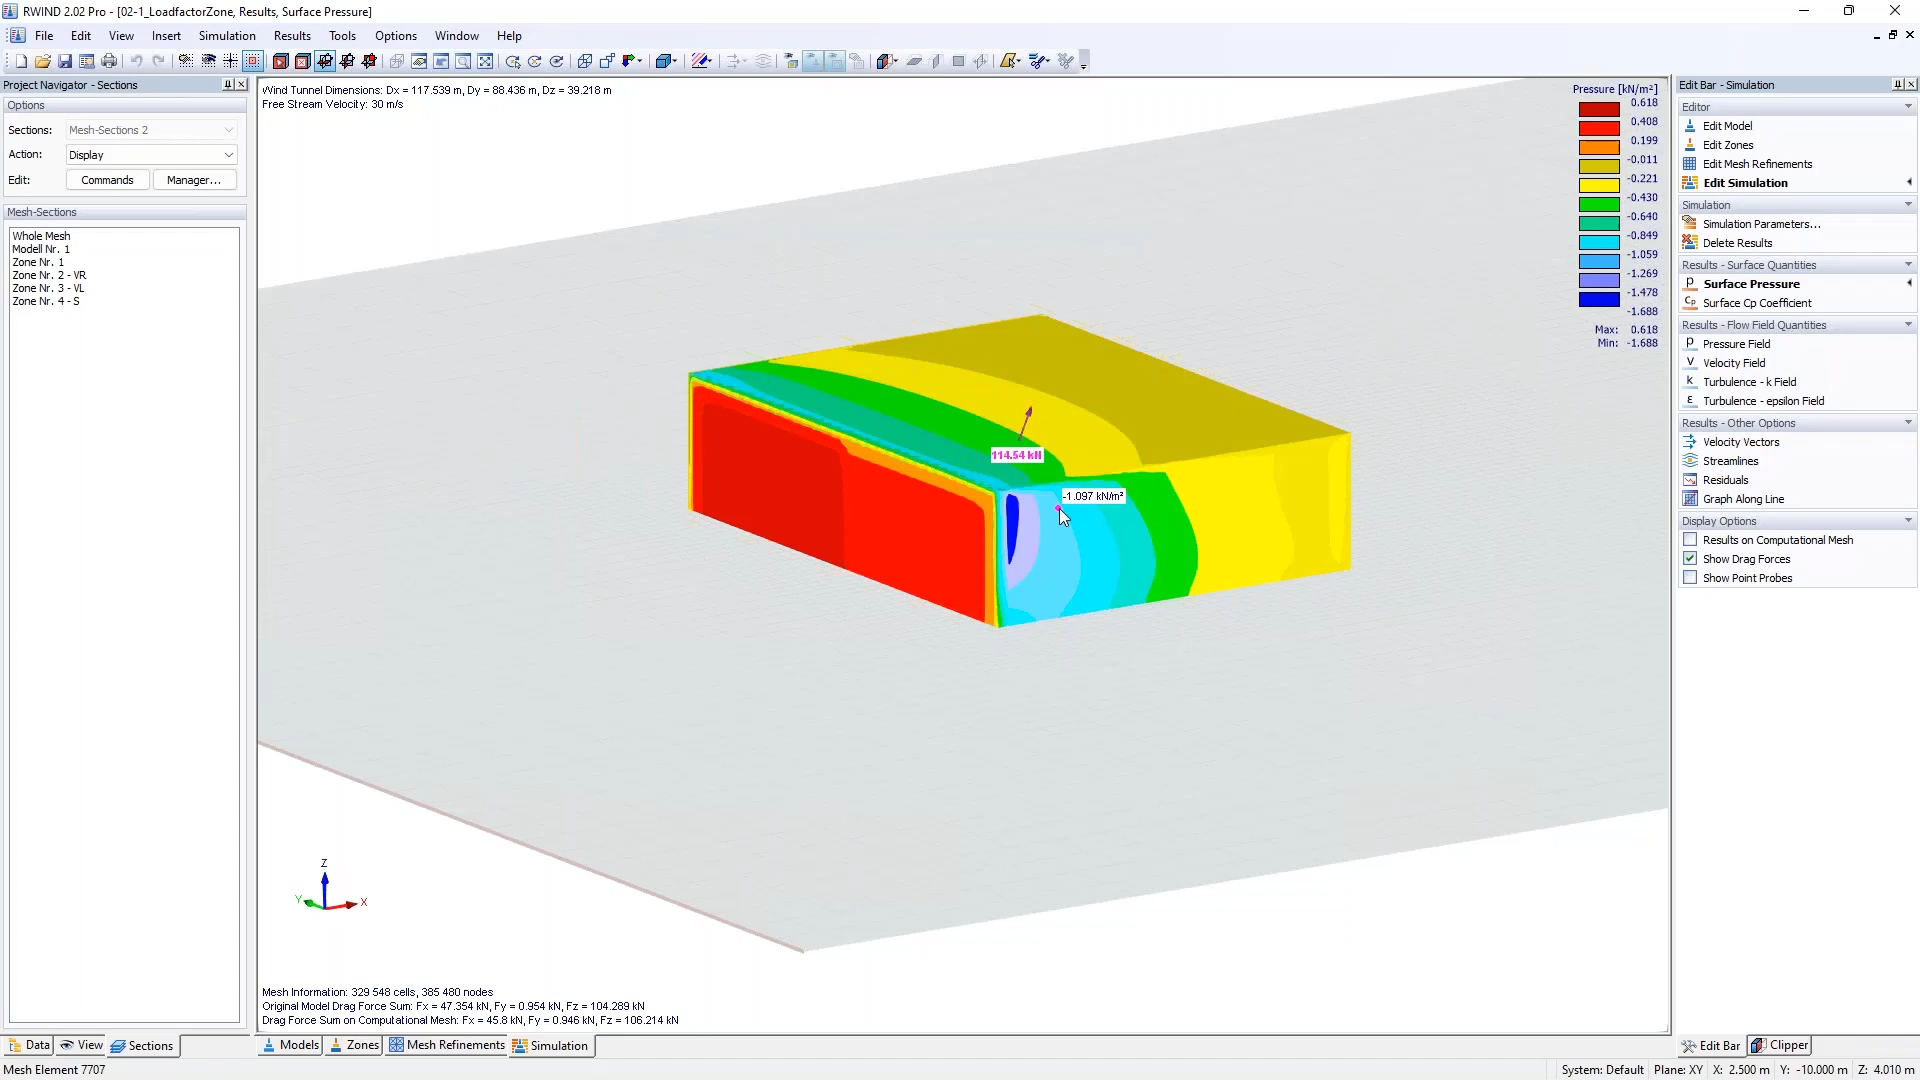 RWIND 2.02 Pro - [02-1_LoadfactorZone, Results, Surface Pressure]
File Edit View Insert Simulation Results Tools Options Window Help
Project Navigator - Sections
Options
Sections: Mesh-Sections 2
Action: Display
Edit: Commands Manager...
Mesh-Sections
Whole Mesh
Modell Nr. 1
Zone Nr. 1
Zone Nr. 2 - VR
Zone Nr. 3 - VL
Zone Nr. 4 - S
Data View Sections
Mesh Element 7707
Wind Tunnel Dimensions: Dx = 117.539 m, Dy = 88.436 m, Dz = 39.218 m
Free Stream Velocity: 30 m/s
Pressure [kN/m²]
0.618
0.408
0.199
-0.011
-0.221
-0.430
-0.640
-0.849
-1.059
-1.269
-1.478
-1.688
Max: 0.618
Min: -1.688
114.54 kN
-1.097 kN/m²
Z
Y
X
Mesh Information: 329 548 cells, 385 480 nodes
Original Model Drag Force Sum: Fx = 47.354 kN, Fy = 0.954 kN, Fz = 104.289 kN
Drag Force Sum on Computational Mesh: Fx = 45.8 kN, Fy = 0.946 kN, Fz = 106.214 kN
Models Zones Mesh Refinements Simulation
Edit Bar - Simulation
Editor
Edit Model
Edit Zones
Edit Mesh Refinements
Edit Simulation
Simulation
Simulation Parameters...
Delete Results
Results - Surface Quantities
p Surface Pressure
Cp Surface Cp Coefficient
Results - Flow Field Quantities
p Pressure Field
v Velocity Field
k Turbulence - k Field
ε Turbulence - epsilon Field
Results - Other Options
Velocity Vectors
Streamlines
Residuals
Graph Along Line
Display Options
Results on Computational Mesh
Show Drag Forces
Show Point Probes
Edit Bar Clipper
System: Default Plane: XY X: 2.500 m Y: -10.000 m Z: 4.010 m